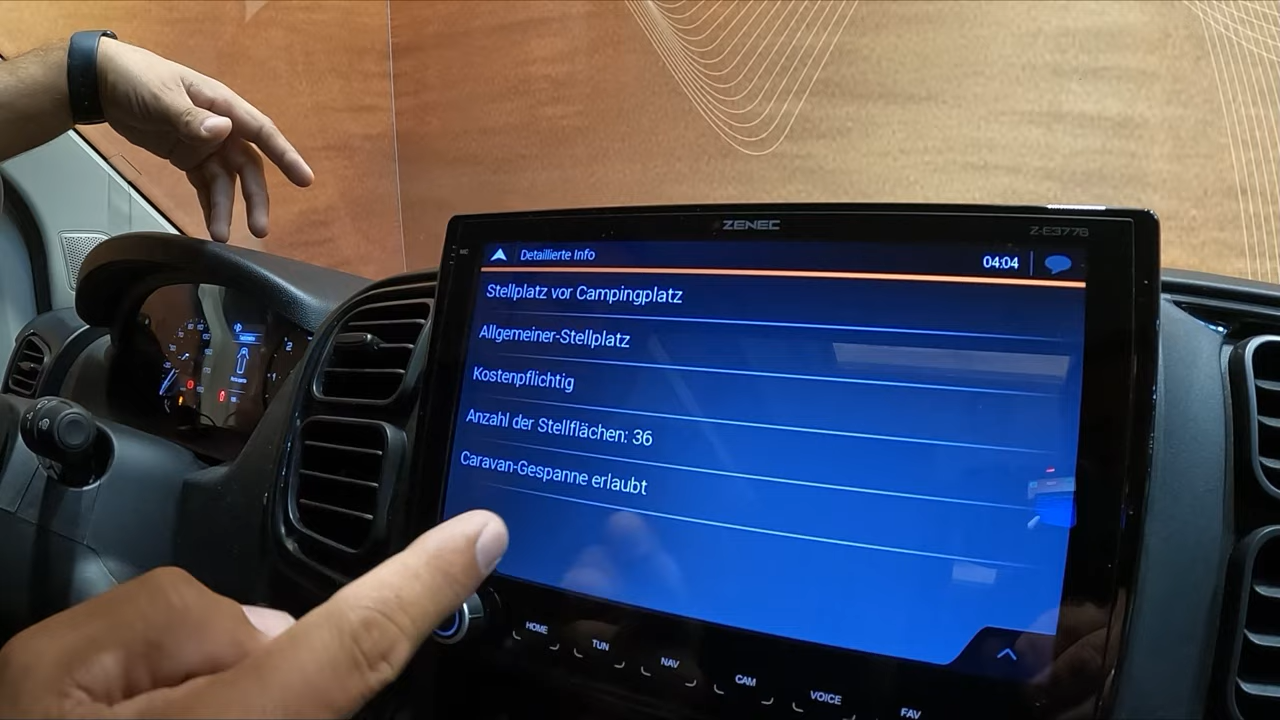 ZENEC
Z-E3776
Detaillierte Info
04:04
Stellplatz vor Campingplatz
Allgemeiner-Stellplatz
Kostenpflichtig
Anzahl der Stellflächen: 36
Caravan-Gespanne erlaubt
HOME
TUN
NAV
CAM
VOICE
FAV